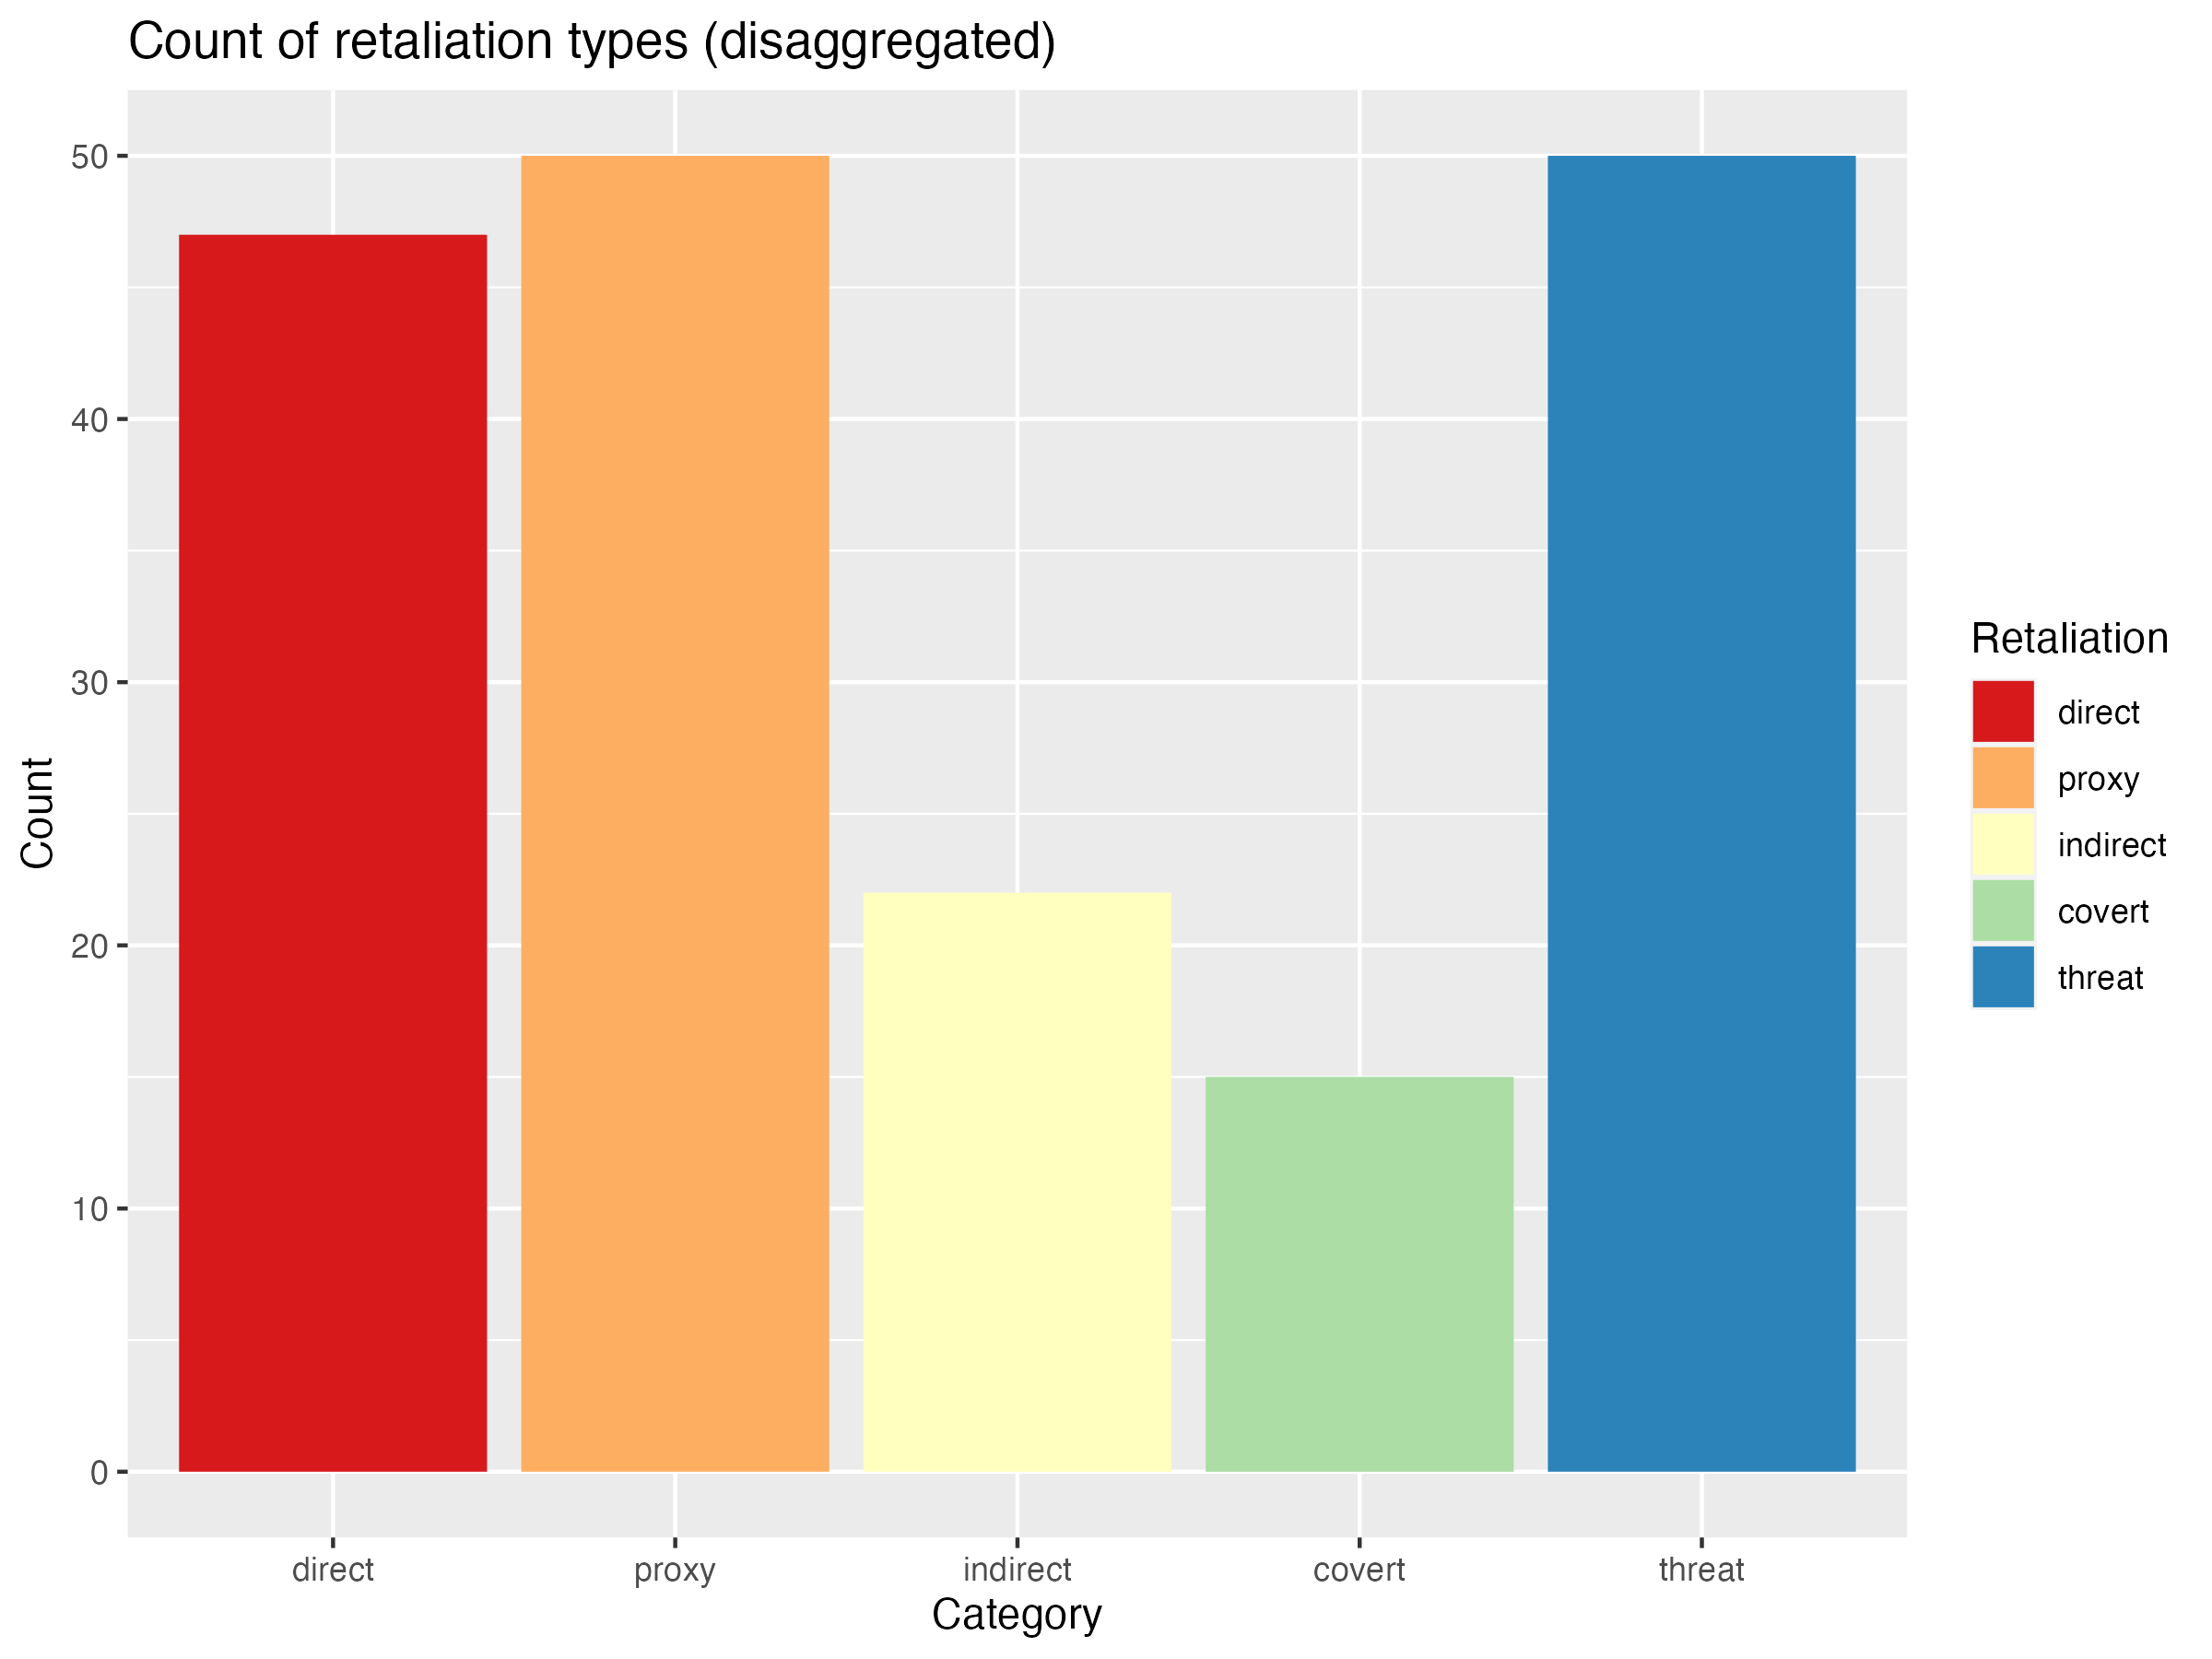 Count of retaliation types (disaggregated)
50
40
30
20
10
0
Count
direct proxy indirect covert threat
Category
Retaliation
direct
proxy
indirect
covert
threat